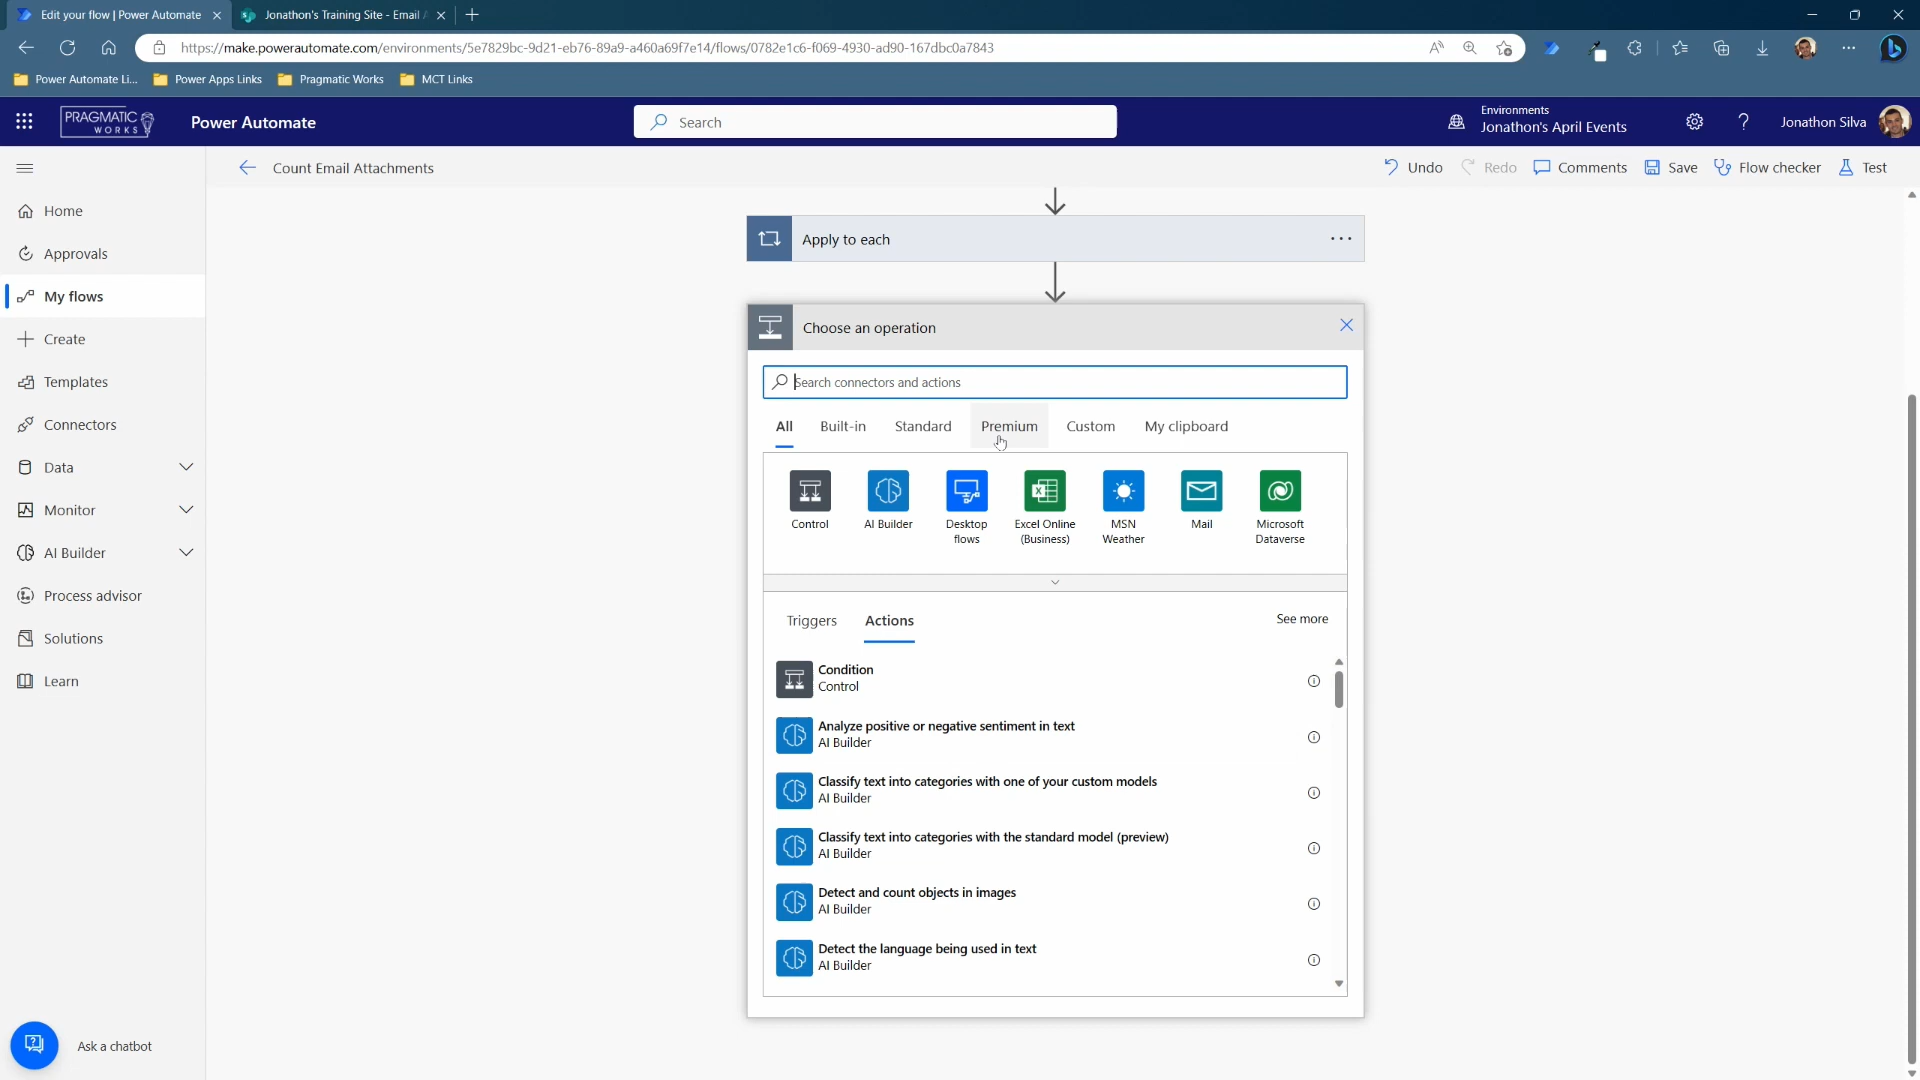 Edit your flow | Power Automate
Jonathon's Training Site - Email A
https://make.powerautomate.com/environments/5e7829bc-9d21-eb76-89a9-a460a69f7e14/flows/0782e1c6-f069-4930-ad90-167dbc0a7843
Power Automate Li...
Power Apps Links
Pragmatic Works
MCT Links
PRAGMATIC
WORKS
Power Automate
Search
Environments
Jonathon's April Events
Jonathon Silva
Count Email Attachments
Undo
Redo
Comments
Save
Flow checker
Test
Home
Approvals
My flows
Create
Templates
Connectors
Data
Monitor
AI Builder
Process advisor
Solutions
Learn
Ask a chatbot
Apply to each
Choose an operation
Search connectors and actions
All
Built-in
Standard
Premium
Custom
My clipboard
Control
AI Builder
Desktop
flows
Excel Online
(Business)
MSN
Weather
Mail
Microsoft
Dataverse
Triggers
Actions
See more
Condition
Control
Analyze positive or negative sentiment in text
AI Builder
Classify text into categories with one of your custom models
AI Builder
Classify text into categories with the standard model (preview)
AI Builder
Detect and count objects in images
AI Builder
Detect the language being used in text
AI Builder